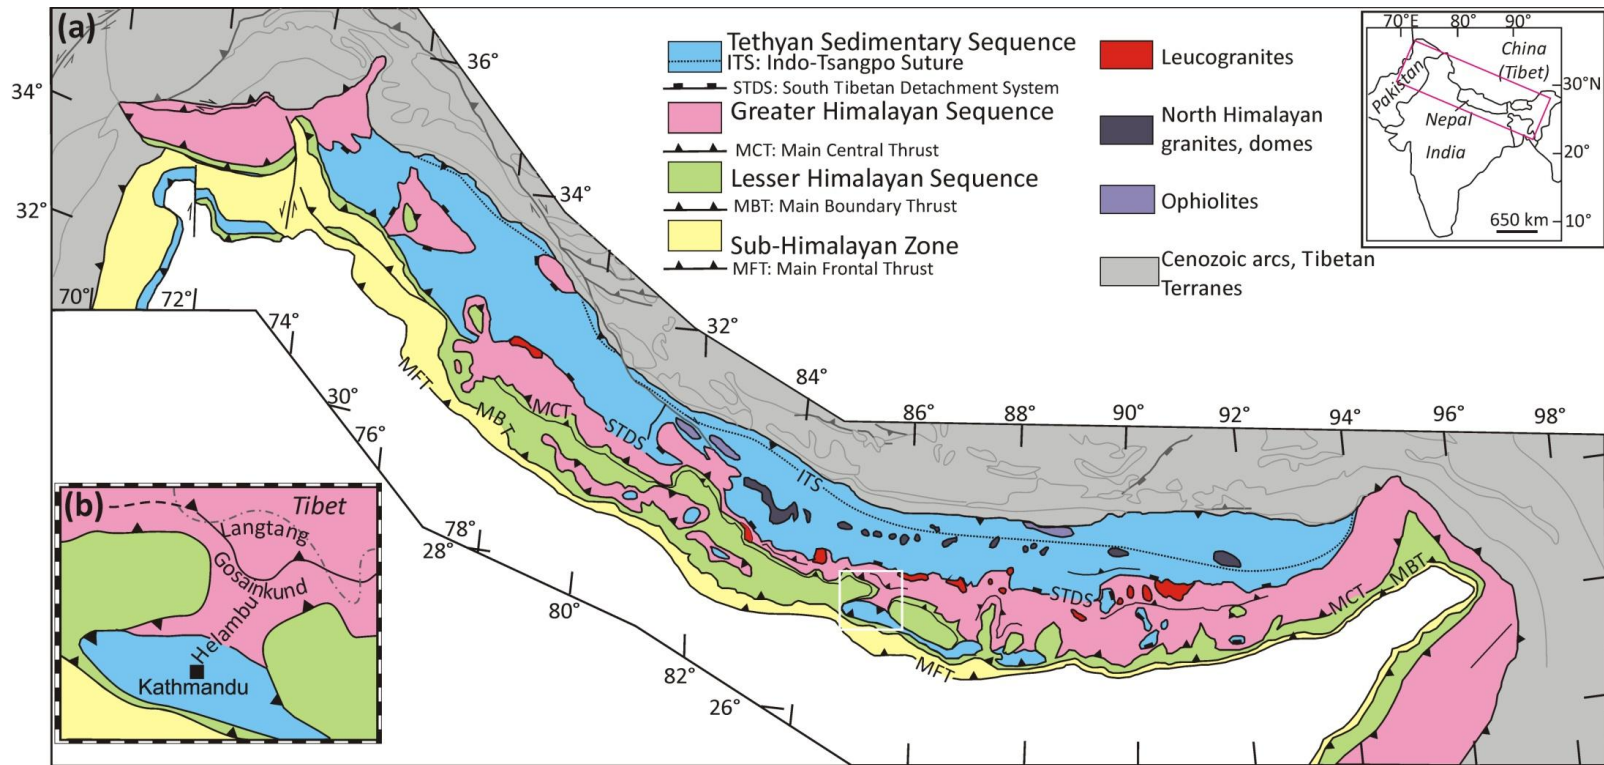 (a)
36°
34°
34°
32°
32°
70°
72°
74°
30°
76°
78°
28°
80°
82°
26°
84°
86°
88°
90°
92°
94°
96°
98°
Tethyan Sedimentary Sequence
ITS: Indo-Tsangpo Suture
STDS: South Tibetan Detachment System
Greater Himalayan Sequence
MCT: Main Central Thrust
Lesser Himalayan Sequence
MBT: Main Boundary Thrust
Sub-Himalayan Zone
MFT: Main Frontal Thrust
Leucogranites
North Himalayan
granites, domes
Ophiolites
Cenozoic arcs, Tibetan
Terranes
70°E 80° 90°
China
(Tibet)
30°N
Pakistan
Nepal
India
20°
650 km
10°
MFT
MBT
MCT
STDS
ITS
STDS
MFT
MCT
MBT
(b)
Tibet
Langtang
Gosainkund
Helambu
Kathmandu